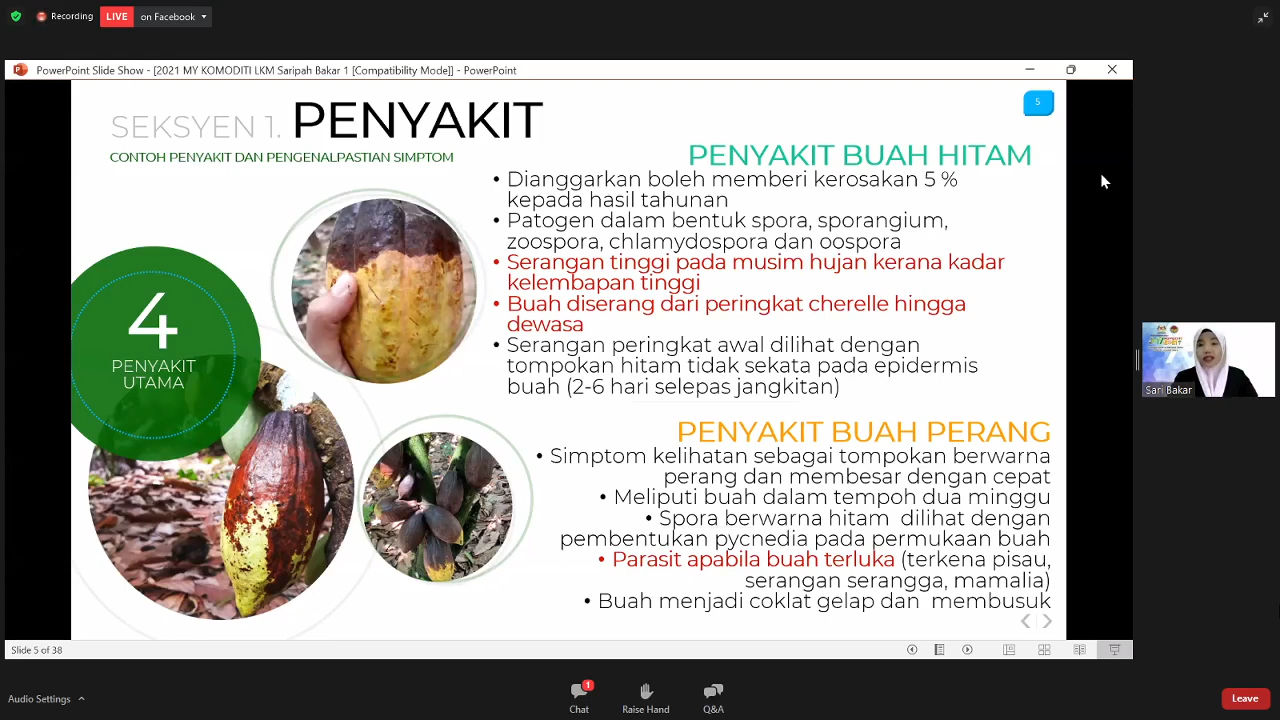 Recording
LIVE
on Facebook
PowerPoint Slide Show - [2021 MY KOMODITI LKM Saripah Bakar 1 [Compatibility Mode]] - PowerPoint
5
SEKSYEN 1. PENYAKIT
CONTOH PENYAKIT DAN PENGENALPASTIAN SIMPTOM
4
PENYAKIT
UTAMA
PENYAKIT BUAH HITAM
• Dianggarkan boleh memberi kerosakan 5 %
kepada hasil tahunan
• Patogen dalam bentuk spora, sporangium,
zoospora, chlamydospora dan oospora
• Serangan tinggi pada musim hujan kerana kadar
kelembapan tinggi
• Buah diserang dari peringkat cherelle hingga
dewasa
• Serangan peringkat awal dilihat dengan
tompokan hitam tidak sekata pada epidermis
buah (2-6 hari selepas jangkitan)
PENYAKIT BUAH PERANG
• Simptom kelihatan sebagai tompokan berwarna
perang dan membesar dengan cepat
• Meliputi buah dalam tempoh dua minggu
• Spora berwarna hitam dilihat dengan
pembentukan pycnedia pada permukaan buah
• Parasit apabila buah terluka (terkena pisau,
serangan serangga, mamalia)
• Buah menjadi coklat gelap dan membusuk
Sari Bakar
Slide 5 of 38
Audio Settings
1
Chat
Raise Hand
Q&A
Leave